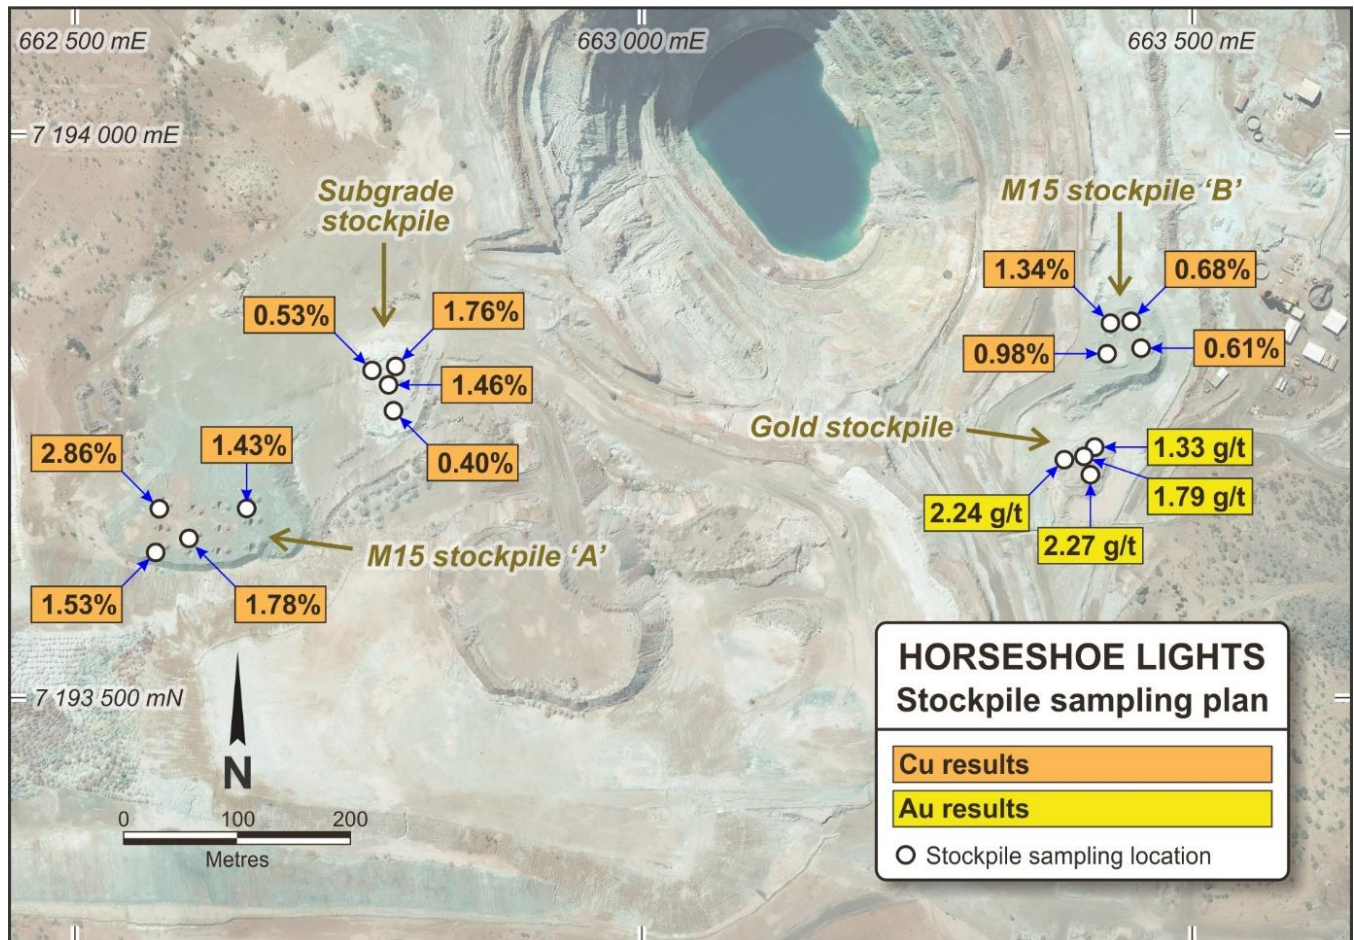 662 500 mE
663 000 mE
663 500 mE
7 194 000 mE
Subgrade
stockpile
M15 stockpile ‘B’
1.34%
0.68%
0.53%
1.76%
0.98%
0.61%
1.46%
Gold stockpile
1.33 g/t
2.86%
1.43%
0.40%
1.79 g/t
2.24 g/t
2.27 g/t
M15 stockpile ‘A’
1.53%
1.78%
7 193 500 mN
N
0 100 200
Metres
HORSESHOE LIGHTS
Stockpile sampling plan
Cu results
Au results
Stockpile sampling location